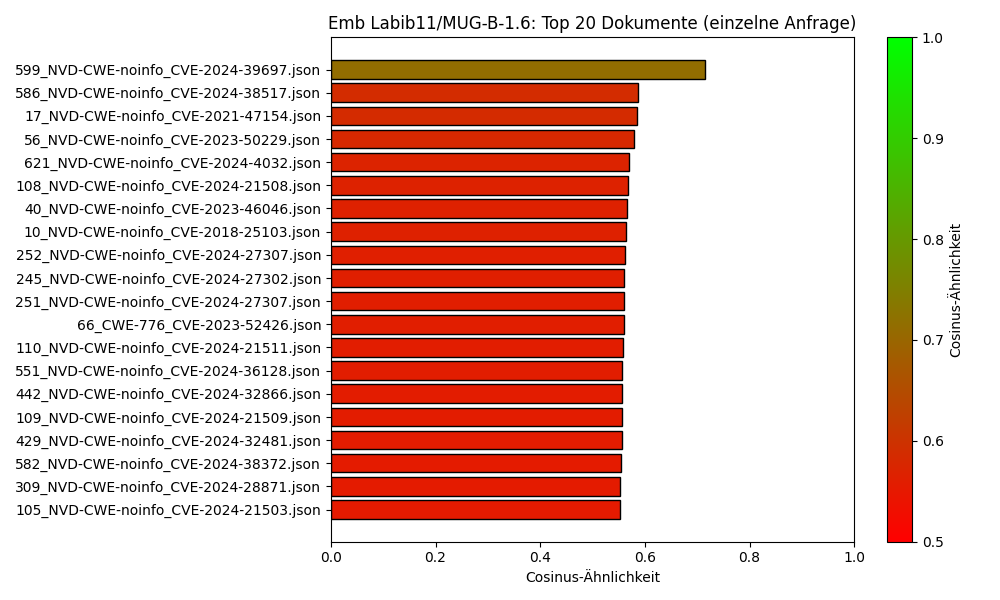 Emb Labib11/MUG-B-1.6: Top 20 Dokumente (einzelne Anfrage)
599_NVD-CWE-noinfo_CVE-2024-39697.json
586_NVD-CWE-noinfo_CVE-2024-38517.json
17_NVD-CWE-noinfo_CVE-2021-47154.json
56_NVD-CWE-noinfo_CVE-2023-50229.json
621_NVD-CWE-noinfo_CVE-2024-4032.json
108_NVD-CWE-noinfo_CVE-2024-21508.json
40_NVD-CWE-noinfo_CVE-2023-46046.json
10_NVD-CWE-noinfo_CVE-2018-25103.json
252_NVD-CWE-noinfo_CVE-2024-27307.json
245_NVD-CWE-noinfo_CVE-2024-27302.json
251_NVD-CWE-noinfo_CVE-2024-27307.json
66_CWE-776_CVE-2023-52426.json
110_NVD-CWE-noinfo_CVE-2024-21511.json
551_NVD-CWE-noinfo_CVE-2024-36128.json
442_NVD-CWE-noinfo_CVE-2024-32866.json
109_NVD-CWE-noinfo_CVE-2024-21509.json
429_NVD-CWE-noinfo_CVE-2024-32481.json
582_NVD-CWE-noinfo_CVE-2024-38372.json
309_NVD-CWE-noinfo_CVE-2024-28871.json
105_NVD-CWE-noinfo_CVE-2024-21503.json
0.0 0.2 0.4 0.6 0.8 1.0
Cosinus-Ähnlichkeit
1.0
0.9
0.8
0.7
0.6
0.5
Cosinus-Ähnlichkeit